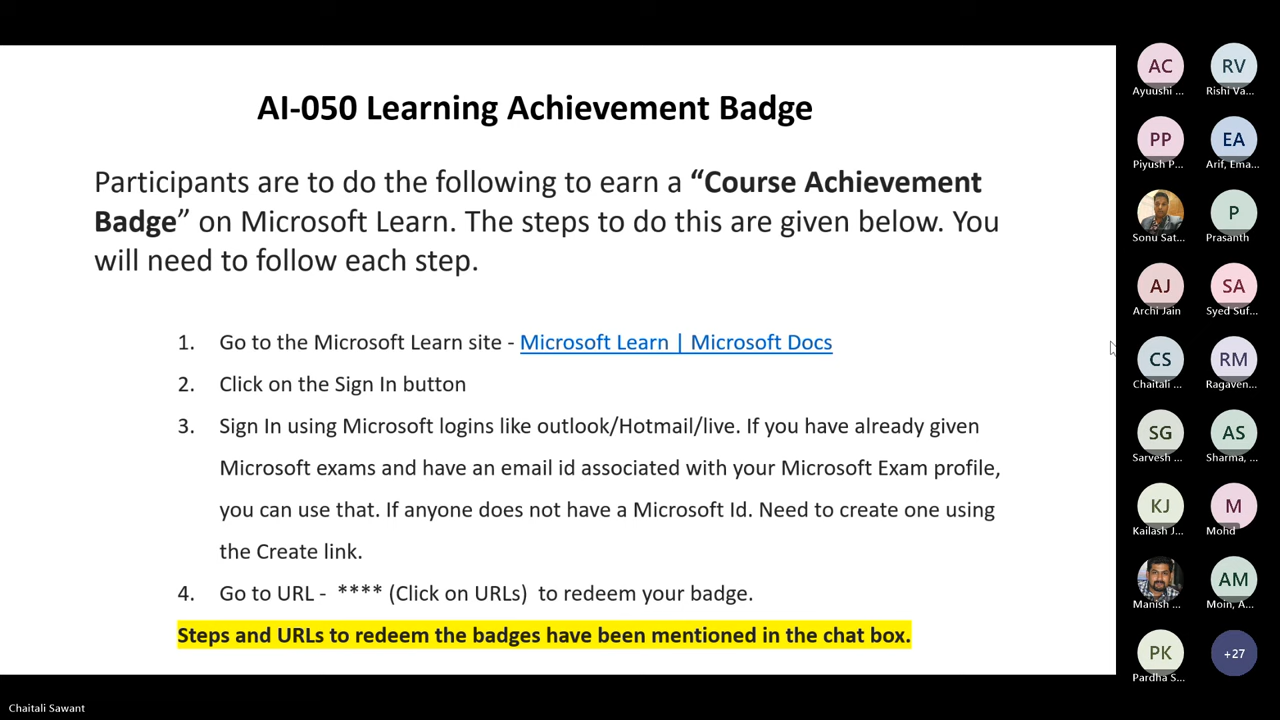 AI-050 Learning Achievement Badge
Participants are to do the following to earn a “Course Achievement
Badge” on Microsoft Learn. The steps to do this are given below. You
will need to follow each step.
1. Go to the Microsoft Learn site - Microsoft Learn | Microsoft Docs
2. Click on the Sign In button
3. Sign In using Microsoft logins like outlook/Hotmail/live. If you have already given
Microsoft exams and have an email id associated with your Microsoft Exam profile,
you can use that. If anyone does not have a Microsoft Id. Need to create one using
the Create link.
4. Go to URL - **** (Click on URLs) to redeem your badge.
Steps and URLs to redeem the badges have been mentioned in the chat box.
AC RV
Ayuushi ... Rishi Va...
PP EA
Piyush P... Arif, Ema...
P
Sonu Sat... Prasanth
AJ SA
Archi Jain Syed Suf...
CS RM
Chaitali ... Ragaven...
SG AS
Sarvesh ... Sharma, ...
KJ M
Kailash J... Mohd
AM
Manish ... Moin, A...
PK +27
Pardha S...
Chaitali Sawant